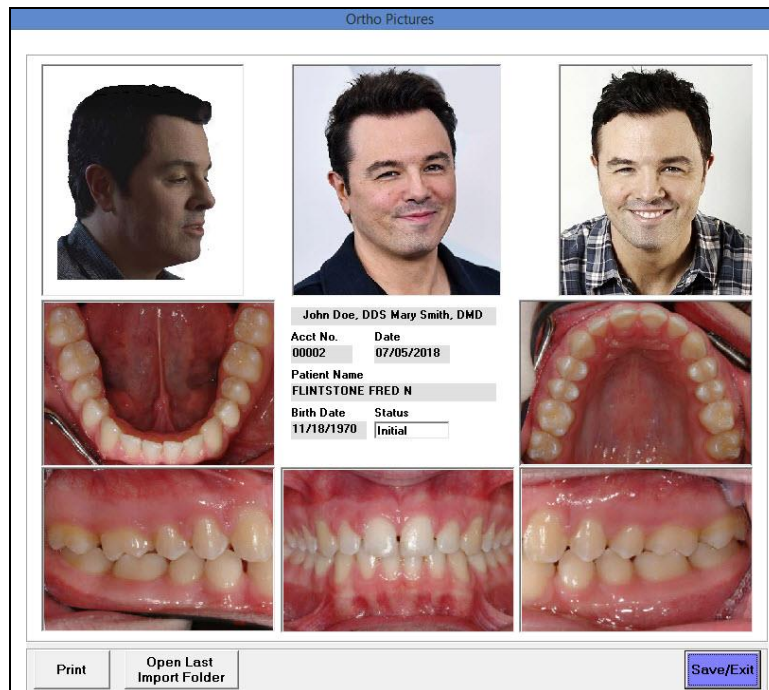 Ortho Pictures
John Doe, DDS Mary Smith, DMD
Acct No. Date
00002 07/05/2018
Patient Name
FLINTSTONE FRED N
Birth Date Status
11/18/1970 Initial
Print
Open Last
Import Folder
Save/Exit